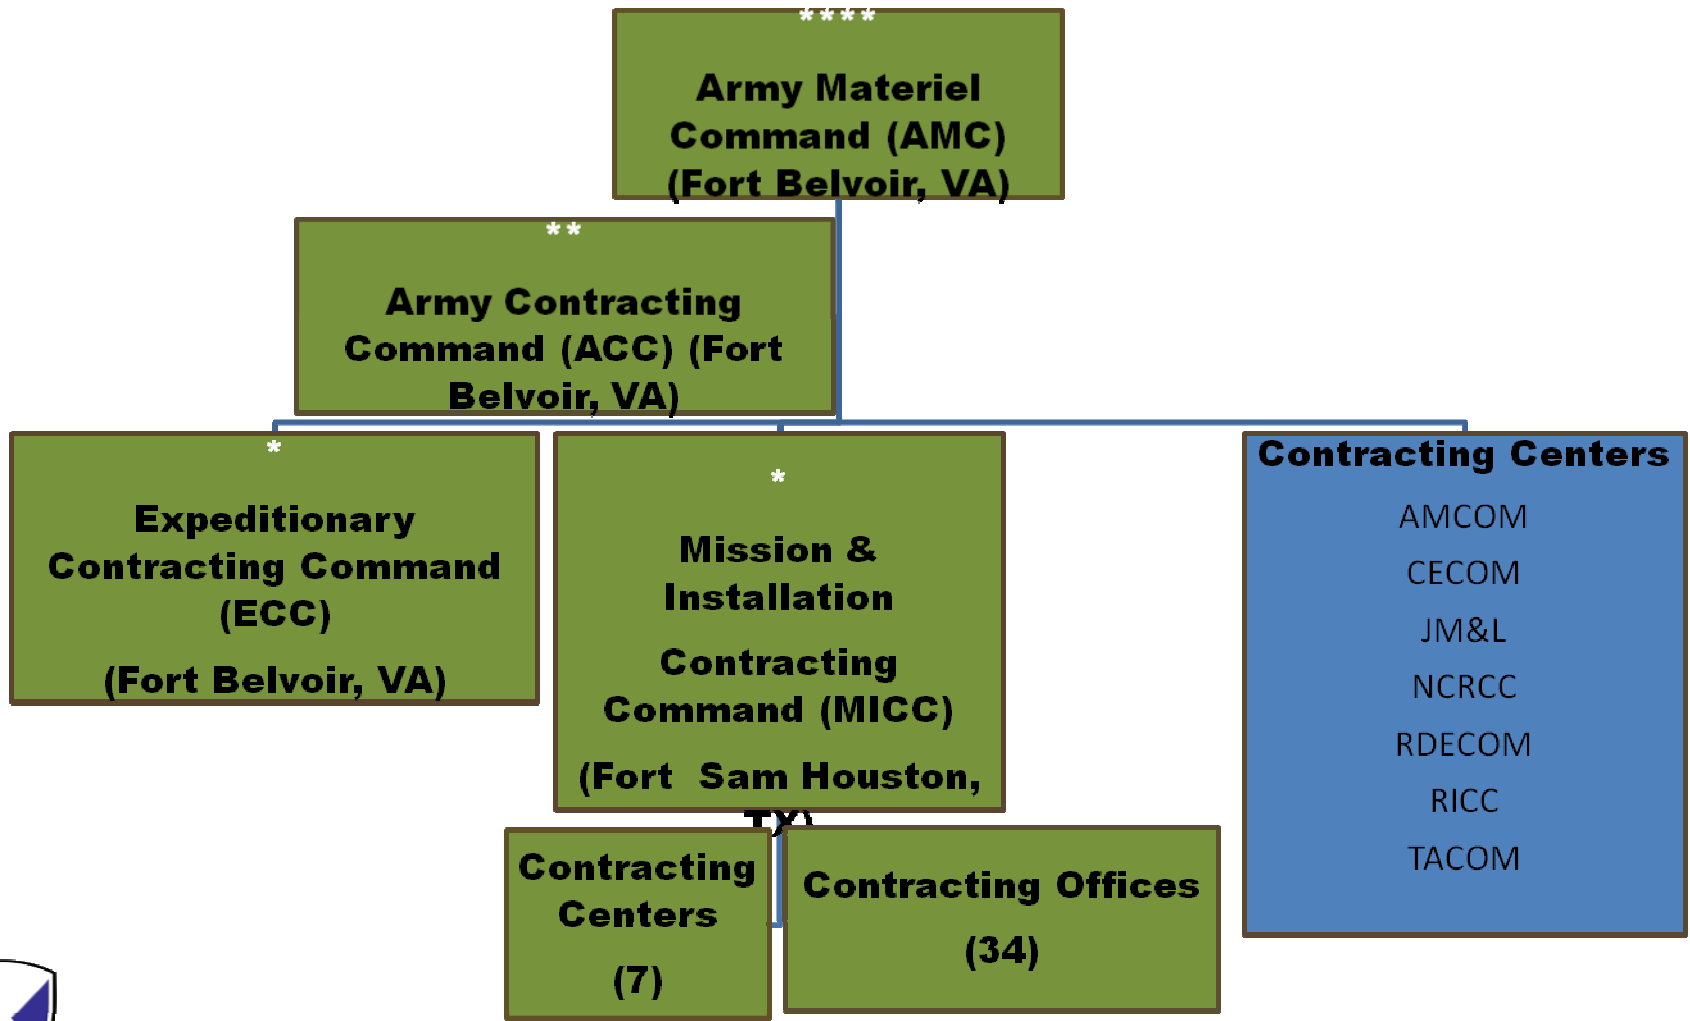 ****
Army Materiel
Command (AMC)
(Fort Belvoir, VA)
**
Army Contracting
Command (ACC) (Fort
Belvoir, VA)
*
Expeditionary
Contracting Command
(ECC)
(Fort Belvoir, VA)
*
Mission &
Installation
Contracting
Command (MICC)
(Fort  Sam Houston,
TX)
Contracting Centers
AMCOM
CECOM
JM&L
NCRCC
RDECOM
RICC
TACOM
Contracting
Centers
(7)
Contracting Offices
(34)